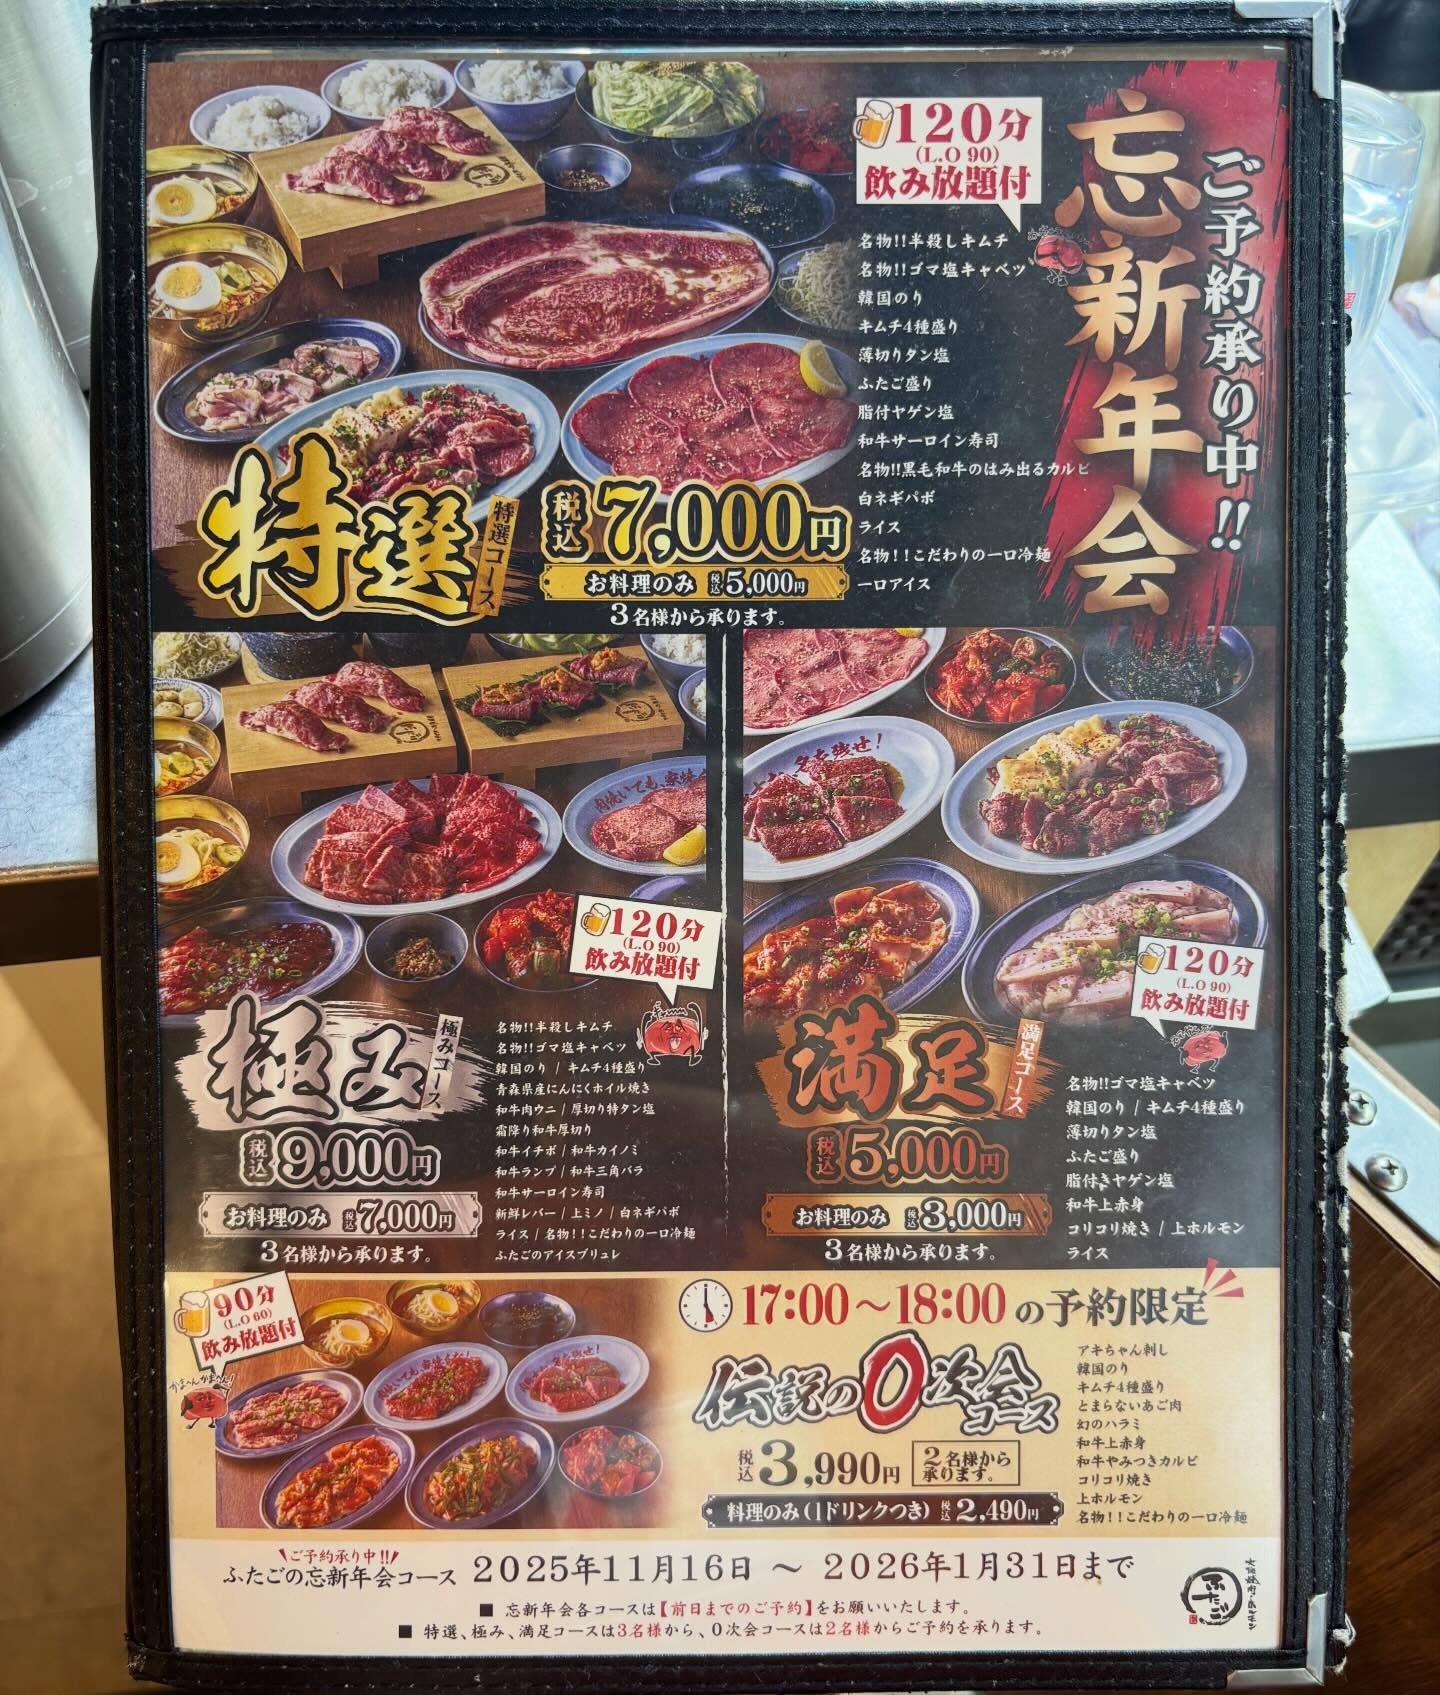 ご予約承り中!!
忘新年会
120分
(L.O 90)
飲み放題付
名物!!半殺しキムチ
名物!!ゴマ塩キャベツ
韓国のり
キムチ4種盛り
薄切りタン塩
ふたご盛り
脂付ヤゲン塩
和牛サーロイン寿司
名物!!黒毛和牛のはみ出るカルビ
白ネギパボ
ライス
名物!!こだわりの一口冷麺
一口アイス
特選
特選コース
税込7,000円
お料理のみ 税込5,000円
3名様から承ります。
120分
(L.O 90)
飲み放題付
極み
極みコース
税込9,000円
お料理のみ 税込7,000円
3名様から承ります。
名物!!半殺しキムチ
名物!!ゴマ塩キャベツ
韓国のり / キムチ4種盛り
青森県産にんにくホイル焼き
和牛肉ウニ / 厚切り特タン塩
霜降り和牛厚切り
和牛イチボ / 和牛カイノミ
和牛ランプ / 和牛三角バラ
和牛サーロイン寿司
新鮮レバー / 上ミノ / 白ネギパボ
ライス / 名物!!こだわりの一口冷麺
ふたごのアイスブリュレ
120分
(L.O 90)
飲み放題付
満足
満足コース
税込5,000円
お料理のみ 税込3,000円
3名様から承ります。
名物!!ゴマ塩キャベツ
韓国のり / キムチ4種盛り
薄切りタン塩
ふたご盛り
脂付きヤゲン塩
和牛上赤身
コリコリ焼き / 上ホルモン
ライス
90分
(L.O 60)
飲み放題付
かま〜んかま〜ん!
17:00〜18:00の予約限定
伝説の0次会コース
税込3,990円
2名様から
承ります。
料理のみ(1ドリンクつき) 税込2,490円
アキちゃん刺し
韓国のり
キムチ4種盛り
とまらないあご肉
幻のハラミ
和牛上赤身
和牛やみつきカルビ
コリコリ焼き
上ホルモン
名物!!こだわりの一口冷麺
ご予約承り中!!
ふたごの忘新年会コース 2025年11月16日 〜 2026年1月31日まで
■ 忘新年会各コースは【前日までのご予約】をお願いいたします。
■ 特選、極み、満足コースは3名様から、0次会コースは2名様からご予約を承ります。
大阪焼肉・ホルモン
ふたご